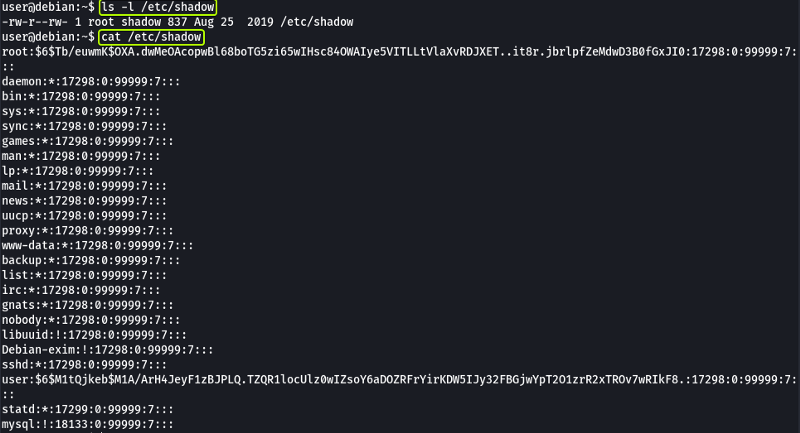 user@debian:~$ ls -l /etc/shadow
-rw-r--rw- 1 root shadow 837 Aug 25  2019 /etc/shadow
user@debian:~$ cat /etc/shadow
root:$6$Tb/euwmK$OXA.dwMeOAcopwBl68boTG5zi65wIHsc84OWAIye5VITLLtVlaXvRDJXET..it8r.jbrlpfZeMdwD3B0fGxJI0:17298:0:99999:7:
::
daemon:*:17298:0:99999:7:::
bin:*:17298:0:99999:7:::
sys:*:17298:0:99999:7:::
sync:*:17298:0:99999:7:::
games:*:17298:0:99999:7:::
man:*:17298:0:99999:7:::
lp:*:17298:0:99999:7:::
mail:*:17298:0:99999:7:::
news:*:17298:0:99999:7:::
uucp:*:17298:0:99999:7:::
proxy:*:17298:0:99999:7:::
www-data:*:17298:0:99999:7:::
backup:*:17298:0:99999:7:::
list:*:17298:0:99999:7:::
irc:*:17298:0:99999:7:::
gnats:*:17298:0:99999:7:::
nobody:*:17298:0:99999:7:::
libuuid:!:17298:0:99999:7:::
Debian-exim:!:17298:0:99999:7:::
sshd:*:17298:0:99999:7:::
user:$6$M1tQjkeb$M1A/ArH4JeyF1zBJPLQ.TZQR1locUlz0wIZsoY6aDOZRFrYirKDW5IJy32FBGjwYpT2O1zrR2xTROv7wRIkF8.:17298:0:99999:7:
::
statd:*:17299:0:99999:7:::
mysql:!:18133:0:99999:7:::